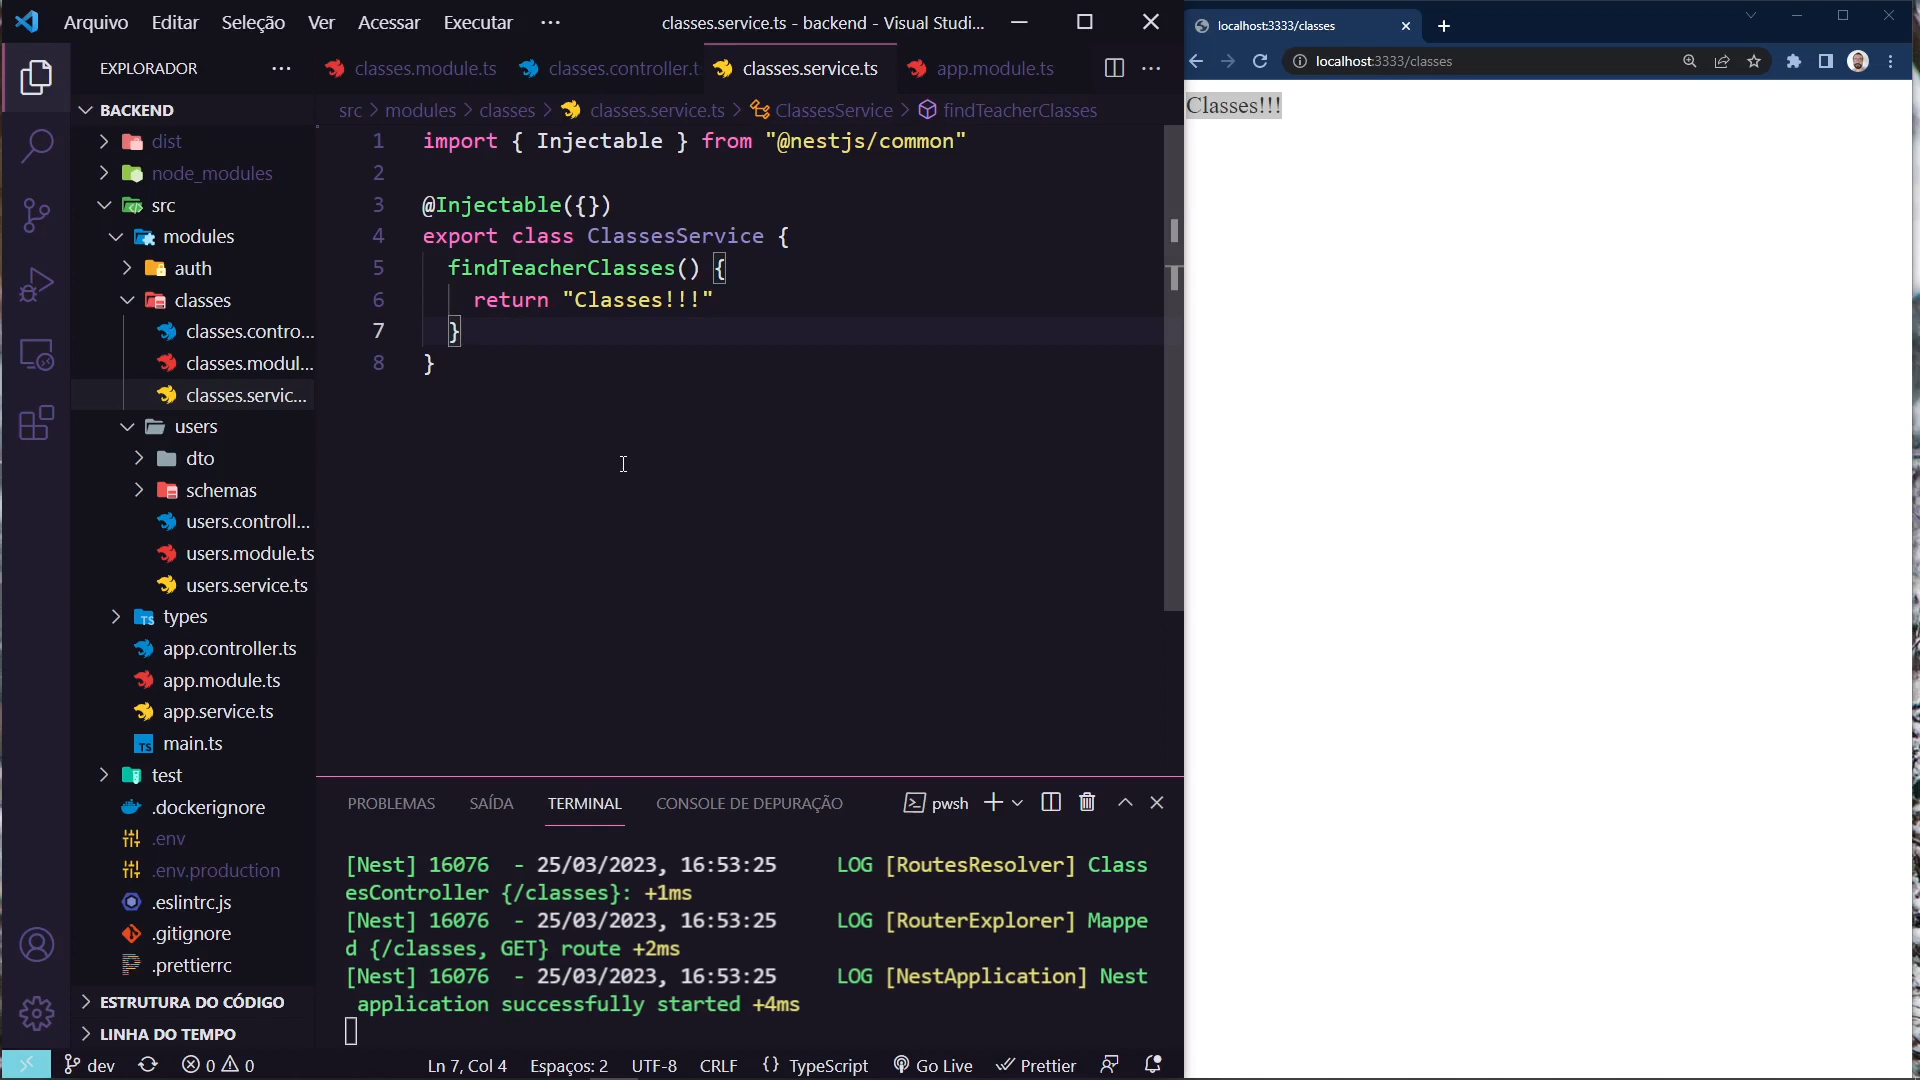 Arquivo Editar Seleção Ver Acessar Executar ··· classes.service.ts - backend - Visual Studi...
EXPLORADOR ···
BACKEND
dist
node_modules
src
modules
auth
classes
classes.contro...
classes.modul...
classes.servic...
users
dto
schemas
users.controll...
users.module.ts
users.service.ts
types
app.controller.ts
app.module.ts
app.service.ts
main.ts
test
.dockerignore
.env
.env.production
.eslintrc.js
.gitignore
.prettierrc
ESTRUTURA DO CÓDIGO
LINHA DO TEMPO
classes.module.ts classes.controller.t classes.service.ts app.module.ts ···
src > modules > classes > classes.service.ts > ClassesService > findTeacherClasses
1 import { Injectable } from "@nestjs/common"
2
3 @Injectable({})
4 export class ClassesService {
5 findTeacherClasses() {
6 return "Classes!!!"
7 }
8 }
PROBLEMAS SAÍDA TERMINAL CONSOLE DE DEPURAÇÃO pwsh
[Nest] 16076 - 25/03/2023, 16:53:25 LOG [RoutesResolver] Class
esController {/classes}: +1ms
[Nest] 16076 - 25/03/2023, 16:53:25 LOG [RouterExplorer] Mappe
d {/classes, GET} route +2ms
[Nest] 16076 - 25/03/2023, 16:53:25 LOG [NestApplication] Nest
application successfully started +4ms
dev 0 0 Ln 7, Col 4 Espaços: 2 UTF-8 CRLF {} TypeScript Go Live Prettier
localhost:3333/classes
localhost:3333/classes
Classes!!!